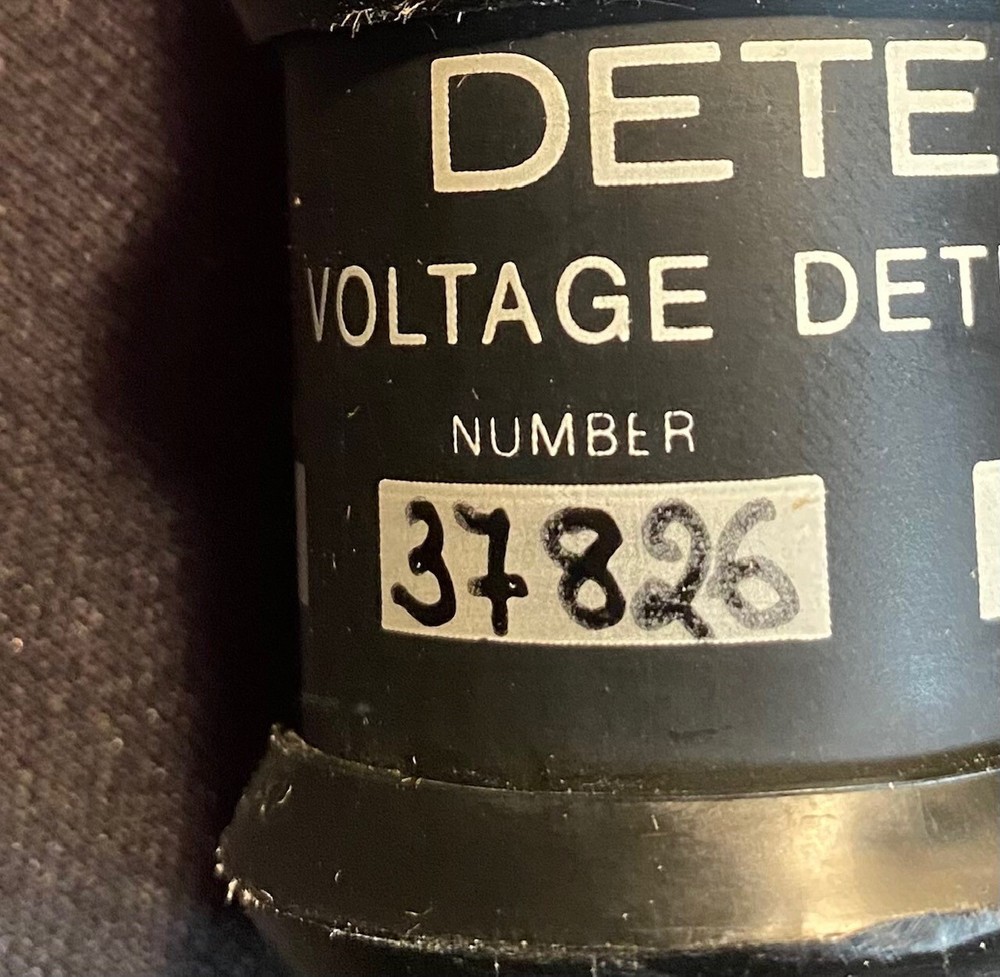 DETE
VOLTAGE DET
NUMBER
37826